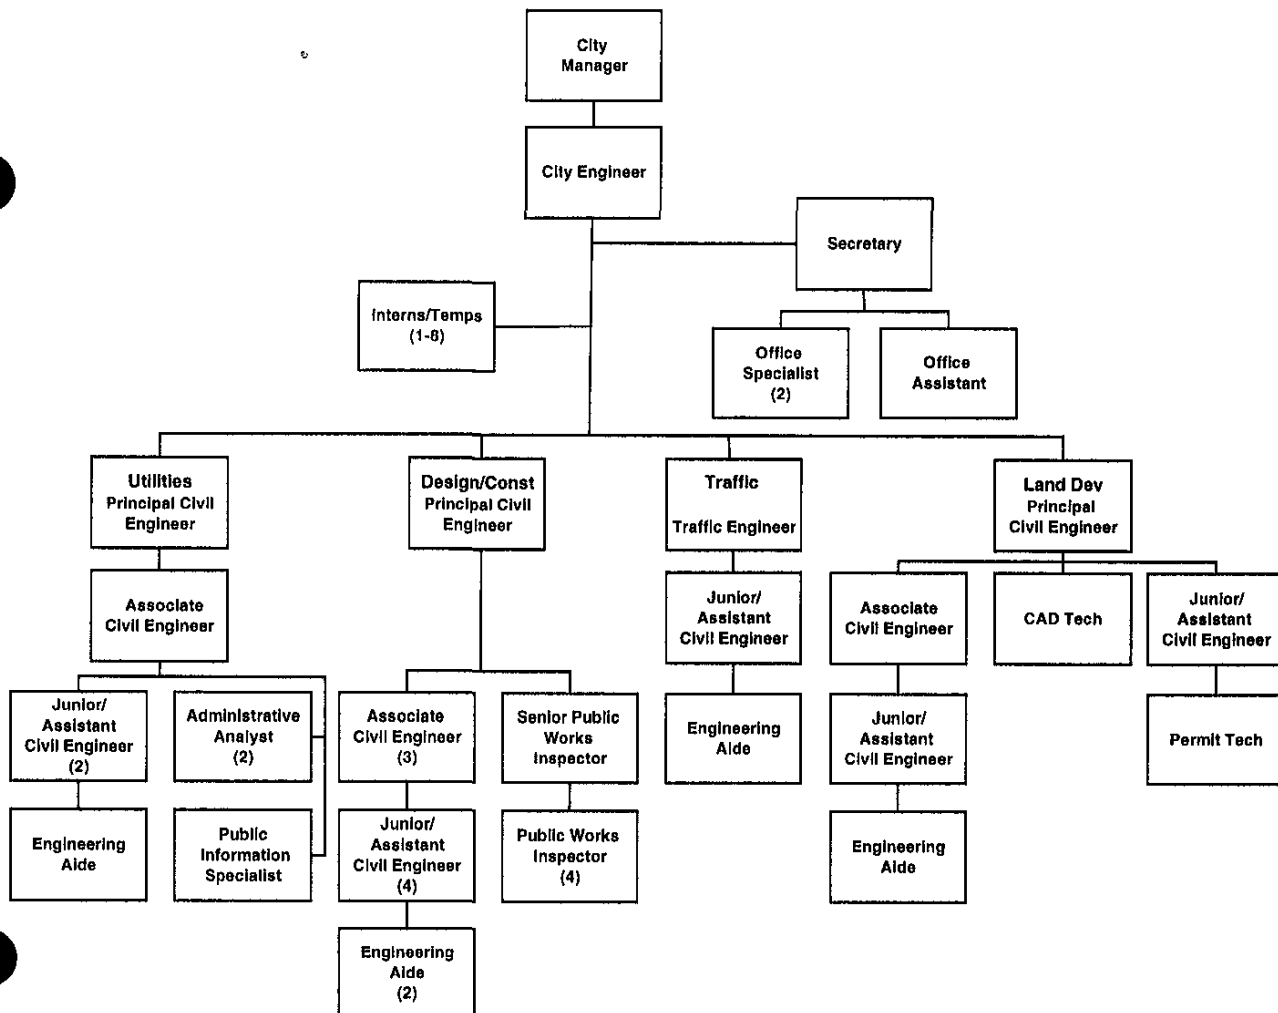 City
Manager
City Engineer
Secretary
Interns/Temps
(1-6)
Office
Specialist
(2)
Office
Assistant
Utilities
Principal Civil
Engineer
Design/Const
Principal Civil
Engineer
Traffic
Traffic Engineer
Land Dev
Principal
Civil Engineer
Associate
Civil Engineer
Junior/
Assistant
Civil Engineer
Associate
Civil Engineer
CAD Tech
Junior/
Assistant
Civil Engineer
Junior/
Assistant
Civil Engineer
(2)
Administrative
Analyst
(2)
Associate
Civil Engineer
(3)
Senior Public
Works
Inspector
Engineering
Aide
Junior/
Assistant
Civil Engineer
Permit Tech
Engineering
Aide
Public
Information
Specialist
Junior/
Assistant
Civil Engineer
(4)
Public Works
Inspector
(4)
Engineering
Aide
Engineering
Aide
(2)